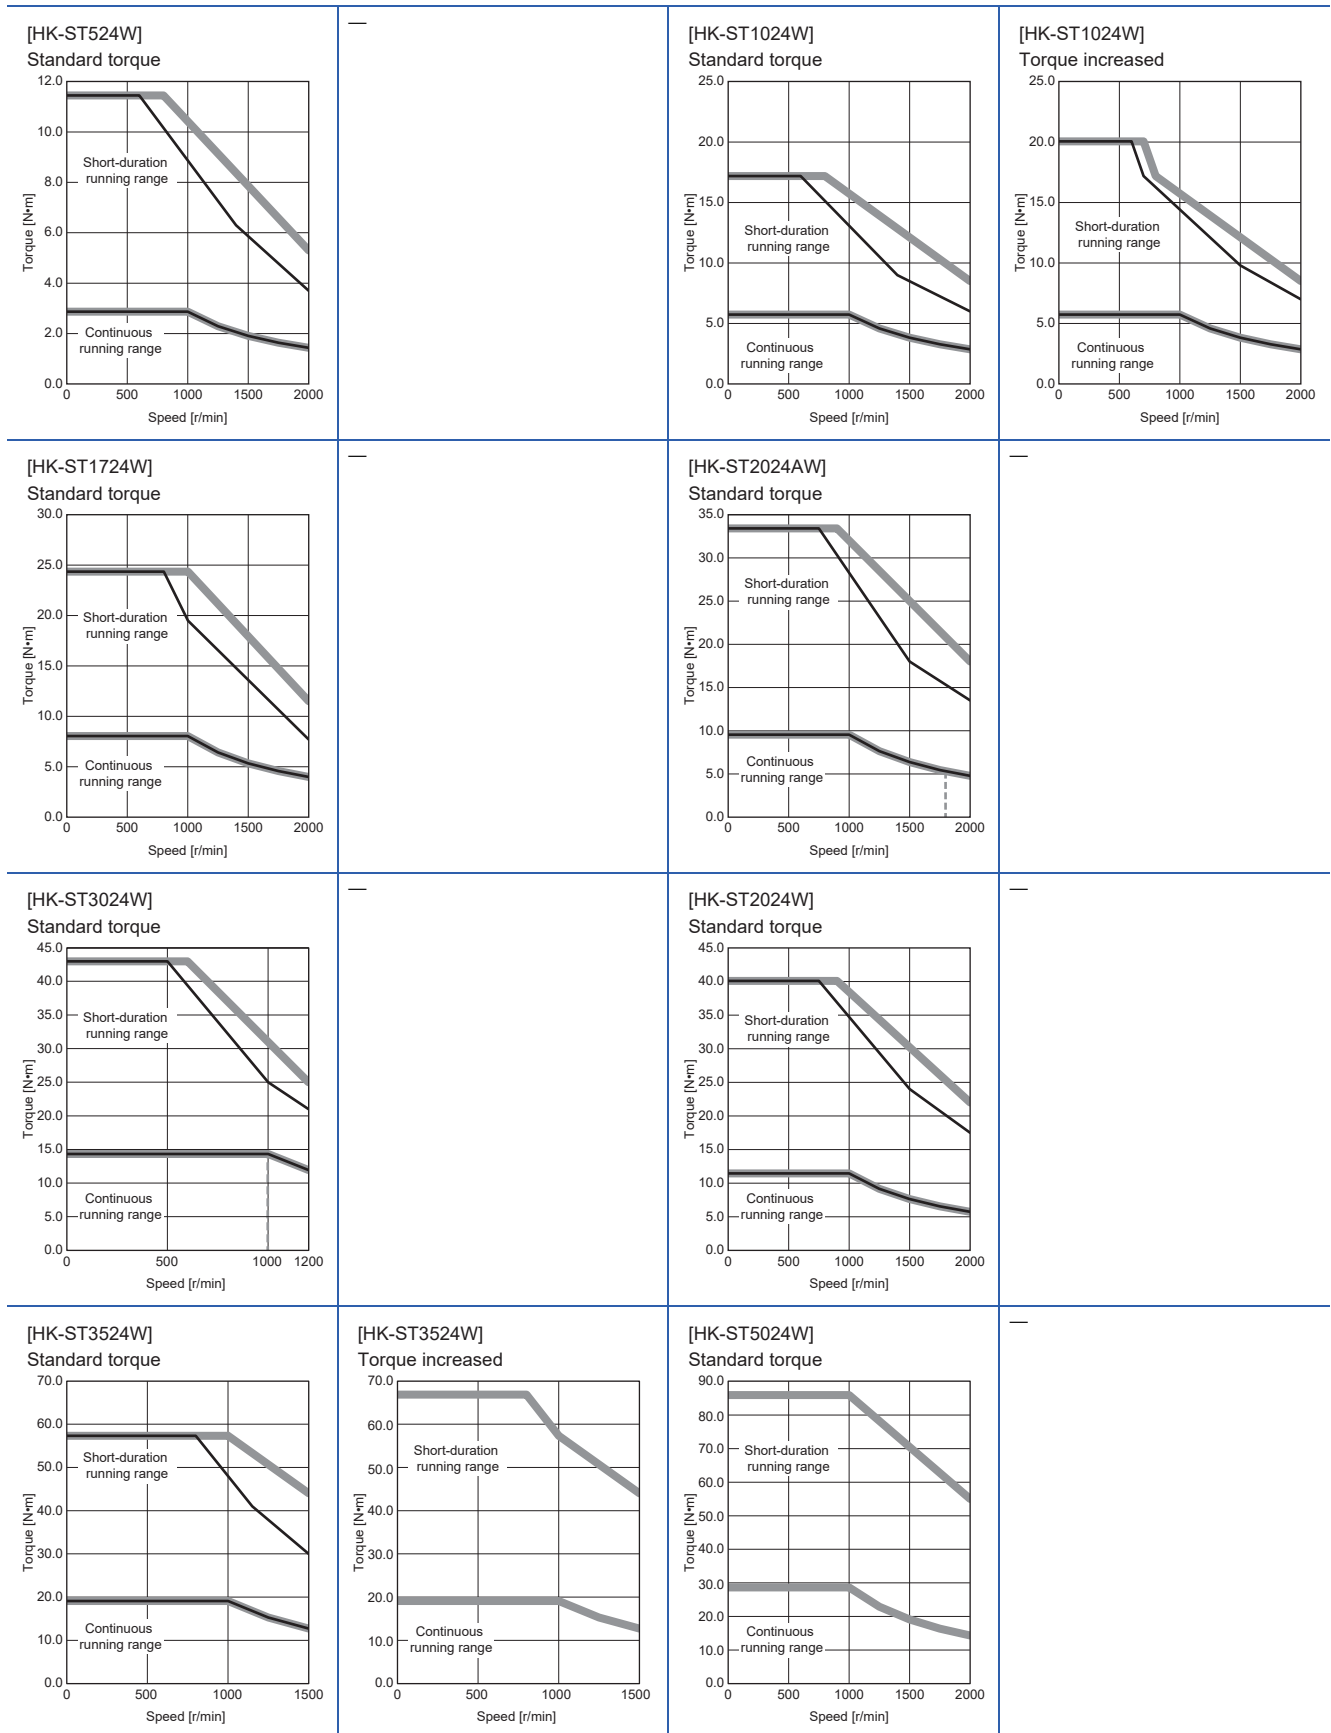 [HK-ST524W]
Standard torque
12.0
10.0
8.0
6.0
4.0
2.0
0.0
Torque [N•m]
Short-duration
running range
Continuous
running range
0 500 1000 1500 2000
Speed [r/min]
—
[HK-ST1024W]
Standard torque
25.0
20.0
15.0
10.0
5.0
0.0
Torque [N•m]
Short-duration
running range
Continuous
running range
0 500 1000 1500 2000
Speed [r/min]
[HK-ST1024W]
Torque increased
25.0
20.0
15.0
10.0
5.0
0.0
Torque [N•m]
Short-duration
running range
Continuous
running range
0 500 1000 1500 2000
Speed [r/min]
[HK-ST1724W]
Standard torque
30.0
25.0
20.0
15.0
10.0
5.0
0.0
Torque [N•m]
Short-duration
running range
Continuous
running range
0 500 1000 1500 2000
Speed [r/min]
—
[HK-ST2024AW]
Standard torque
35.0
30.0
25.0
20.0
15.0
10.0
5.0
0.0
Torque [N•m]
Short-duration
running range
Continuous
running range
0 500 1000 1500 2000
Speed [r/min]
—
[HK-ST3024W]
Standard torque
45.0
40.0
35.0
30.0
25.0
20.0
15.0
10.0
5.0
0.0
Torque [N•m]
Short-duration
running range
Continuous
running range
0 500 1000 1200
Speed [r/min]
—
[HK-ST2024W]
Standard torque
45.0
40.0
35.0
30.0
25.0
20.0
15.0
10.0
5.0
0.0
Torque [N•m]
Short-duration
running range
Continuous
running range
0 500 1000 1500 2000
Speed [r/min]
—
[HK-ST3524W]
Standard torque
70.0
60.0
50.0
40.0
30.0
20.0
10.0
0.0
Torque [N•m]
Short-duration
running range
Continuous
running range
0 500 1000 1500
Speed [r/min]
[HK-ST3524W]
Torque increased
70.0
60.0
50.0
40.0
30.0
20.0
10.0
0.0
Torque [N•m]
Short-duration
running range
Continuous
running range
0 500 1000 1500
Speed [r/min]
[HK-ST5024W]
Standard torque
90.0
80.0
70.0
60.0
50.0
40.0
30.0
20.0
10.0
0.0
Torque [N•m]
Short-duration
running range
Continuous
running range
0 500 1000 1500 2000
Speed [r/min]
—